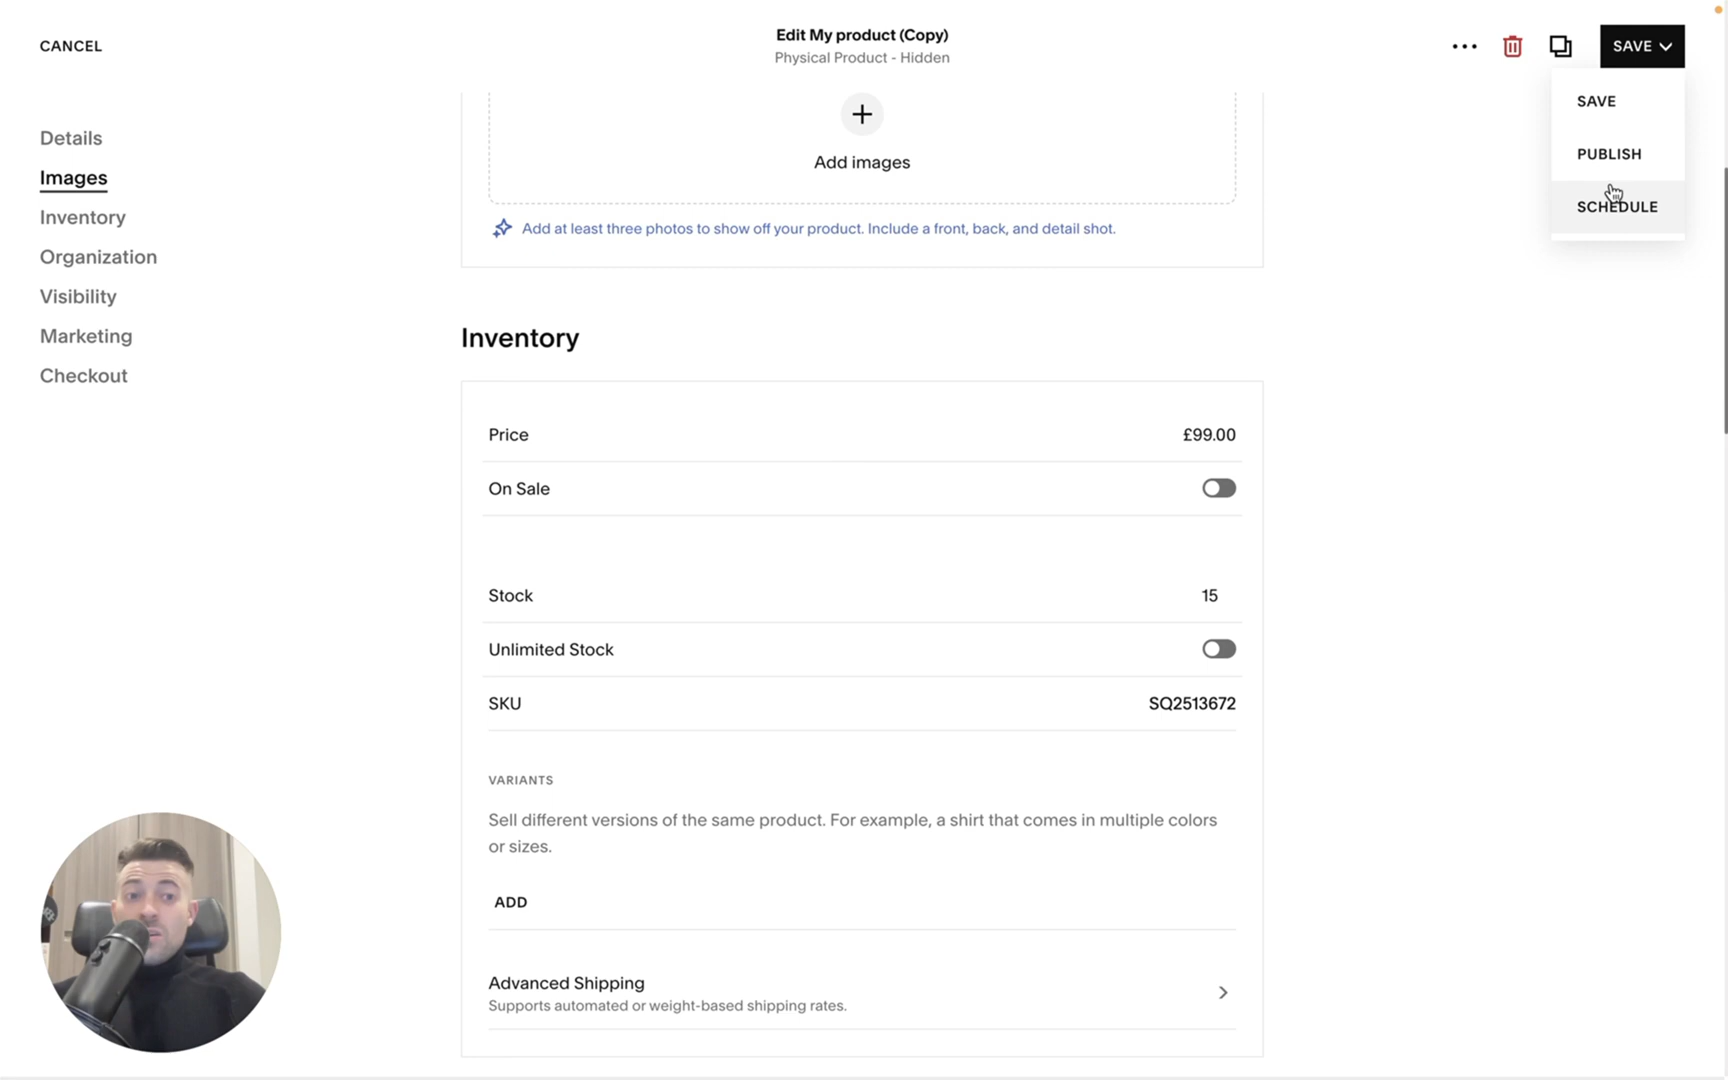 CANCEL
Edit My product (Copy)
Physical Product - Hidden
SAVE
SAVE
PUBLISH
SCHEDULE
Details
Images
Inventory
Organization
Visibility
Marketing
Checkout
Add images
Add at least three photos to show off your product. Include a front, back, and detail shot.
Inventory
Price £99.00
On Sale
Stock 15
Unlimited Stock
SKU SQ2513672
VARIANTS
Sell different versions of the same product. For example, a shirt that comes in multiple colors
or sizes.
ADD
Advanced Shipping
Supports automated or weight-based shipping rates.